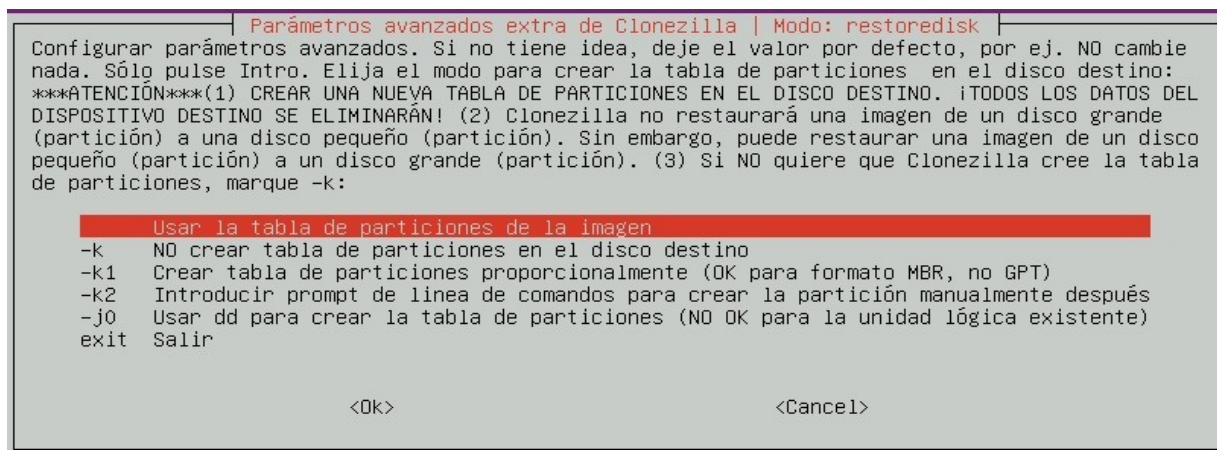 Parámetros avanzados extra de Clonezilla | Modo: restoredisk
Configurar parámetros avanzados. Si no tiene idea, deje el valor por defecto, por ej. NO cambie
nada. Sólo pulse Intro. Elija el modo para crear la tabla de particiones  en el disco destino:
***ATENCIÓN***(1) CREAR UNA NUEVA TABLA DE PARTICIONES EN EL DISCO DESTINO. ¡TODOS LOS DATOS DEL
DISPOSITIVO DESTINO SE ELIMINARÁN! (2) Clonezilla no restaurará una imagen de un disco grande
(partición) a una disco pequeño (partición). Sin embargo, puede restaurar una imagen de un disco
pequeño (partición) a un disco grande (partición). (3) Si NO quiere que Clonezilla cree la tabla
de particiones, marque -k:
Usar la tabla de particiones de la imagen
-k NO crear tabla de particiones en el disco destino
-k1 Crear tabla de particiones proporcionalmente (OK para formato MBR, no GPT)
-k2 Introducir prompt de linea de comandos para crear la partición manualmente después
-j0 Usar dd para crear la tabla de particiones (NO OK para la unidad lógica existente)
exit Salir
<Ok> <Cancel>